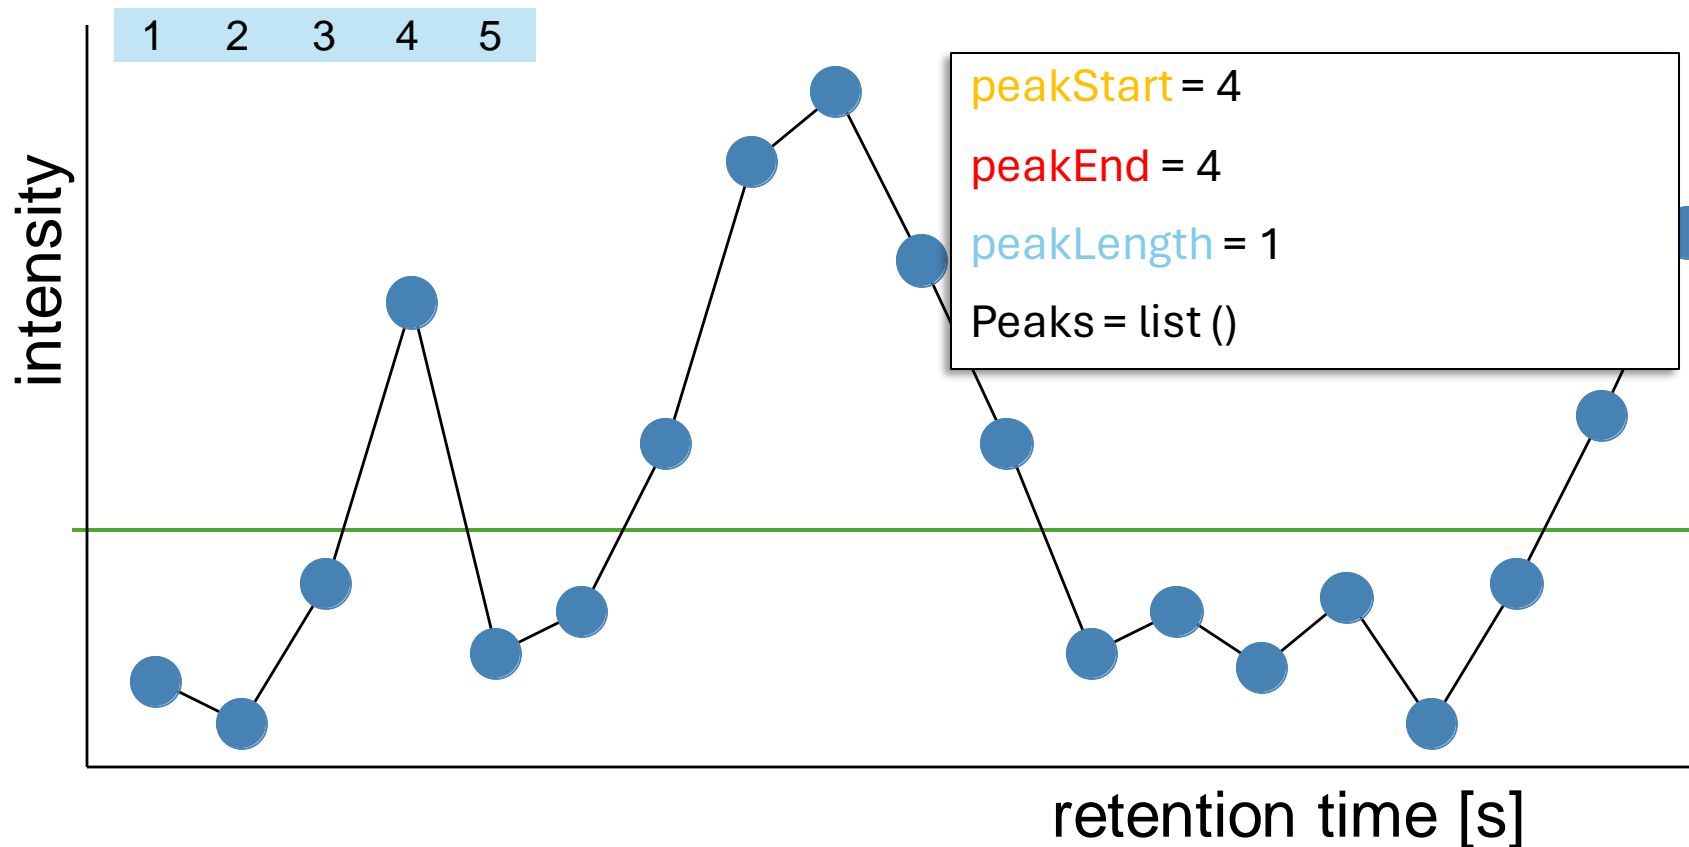 1 2 3 4 5
peakStart = 4
peakEnd = 4
peakLength = 1
Peaks = list ()
intensity
retention time [s]